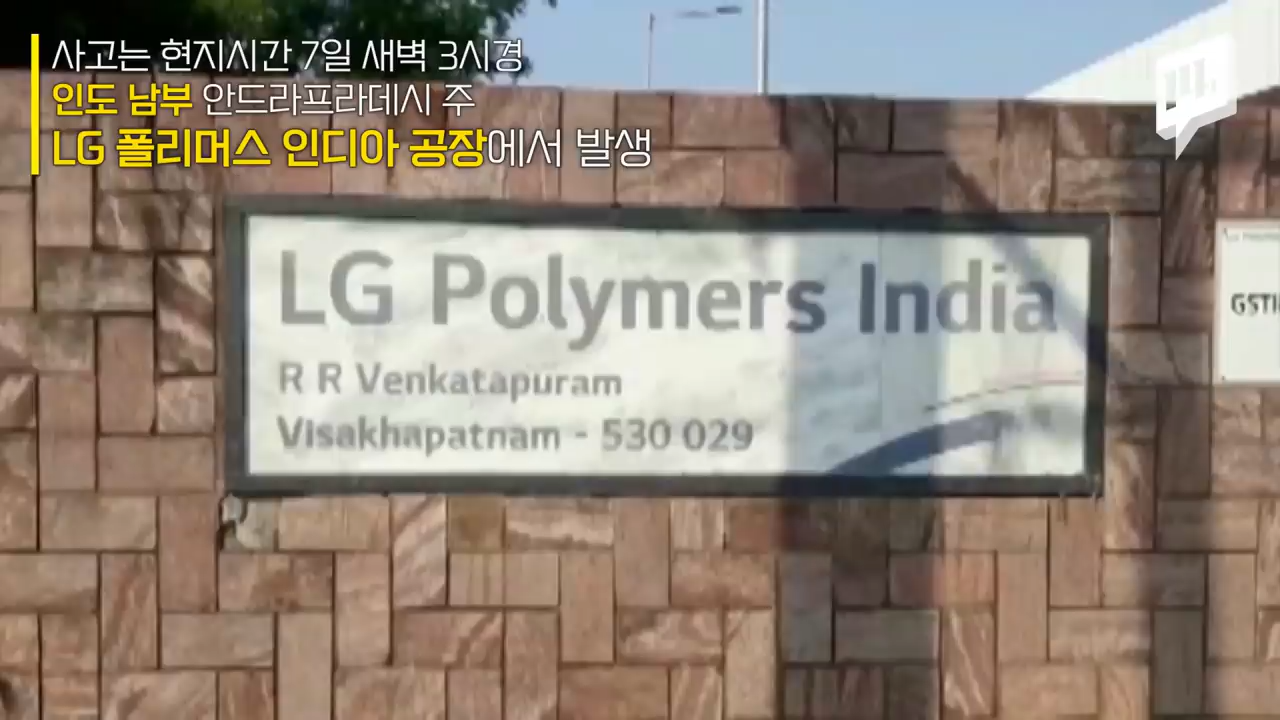 사고는 현지시간 7일 새벽 3시경
인도 남부 안드라프라데시 주
LG 폴리머스 인디아 공장에서 발생
LG Polymers India
R R Venkatapuram
Visakhapatnam - 530 029